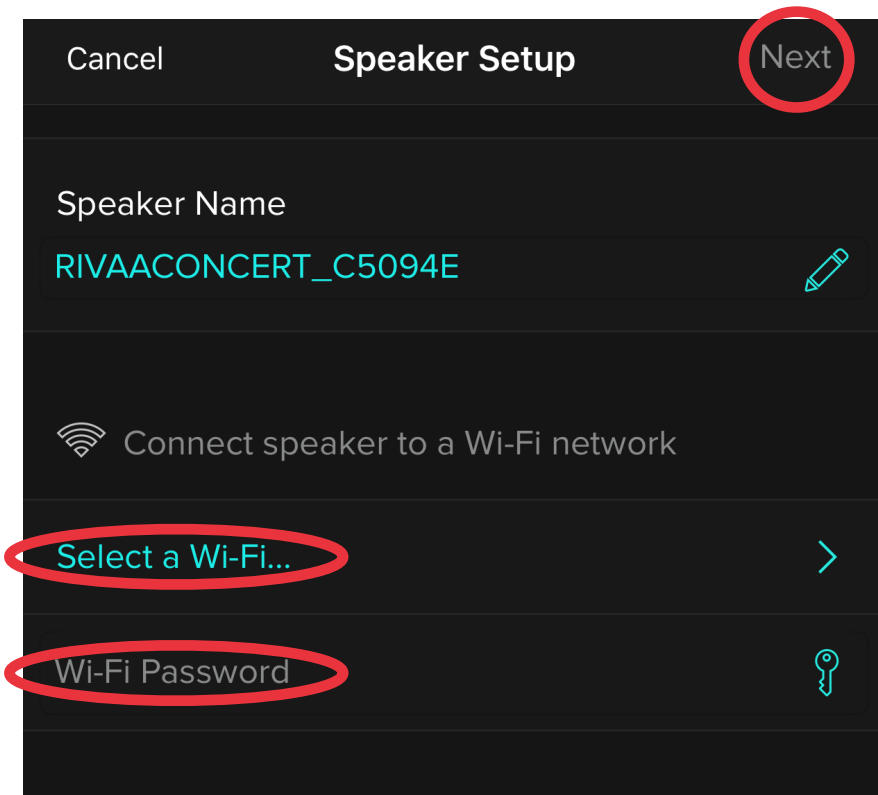 Cancel Speaker Setup Next
Speaker Name
RIVAACONCERT_C5094E
Connect speaker to a Wi-Fi network
Select a Wi-Fi...
Wi-Fi Password